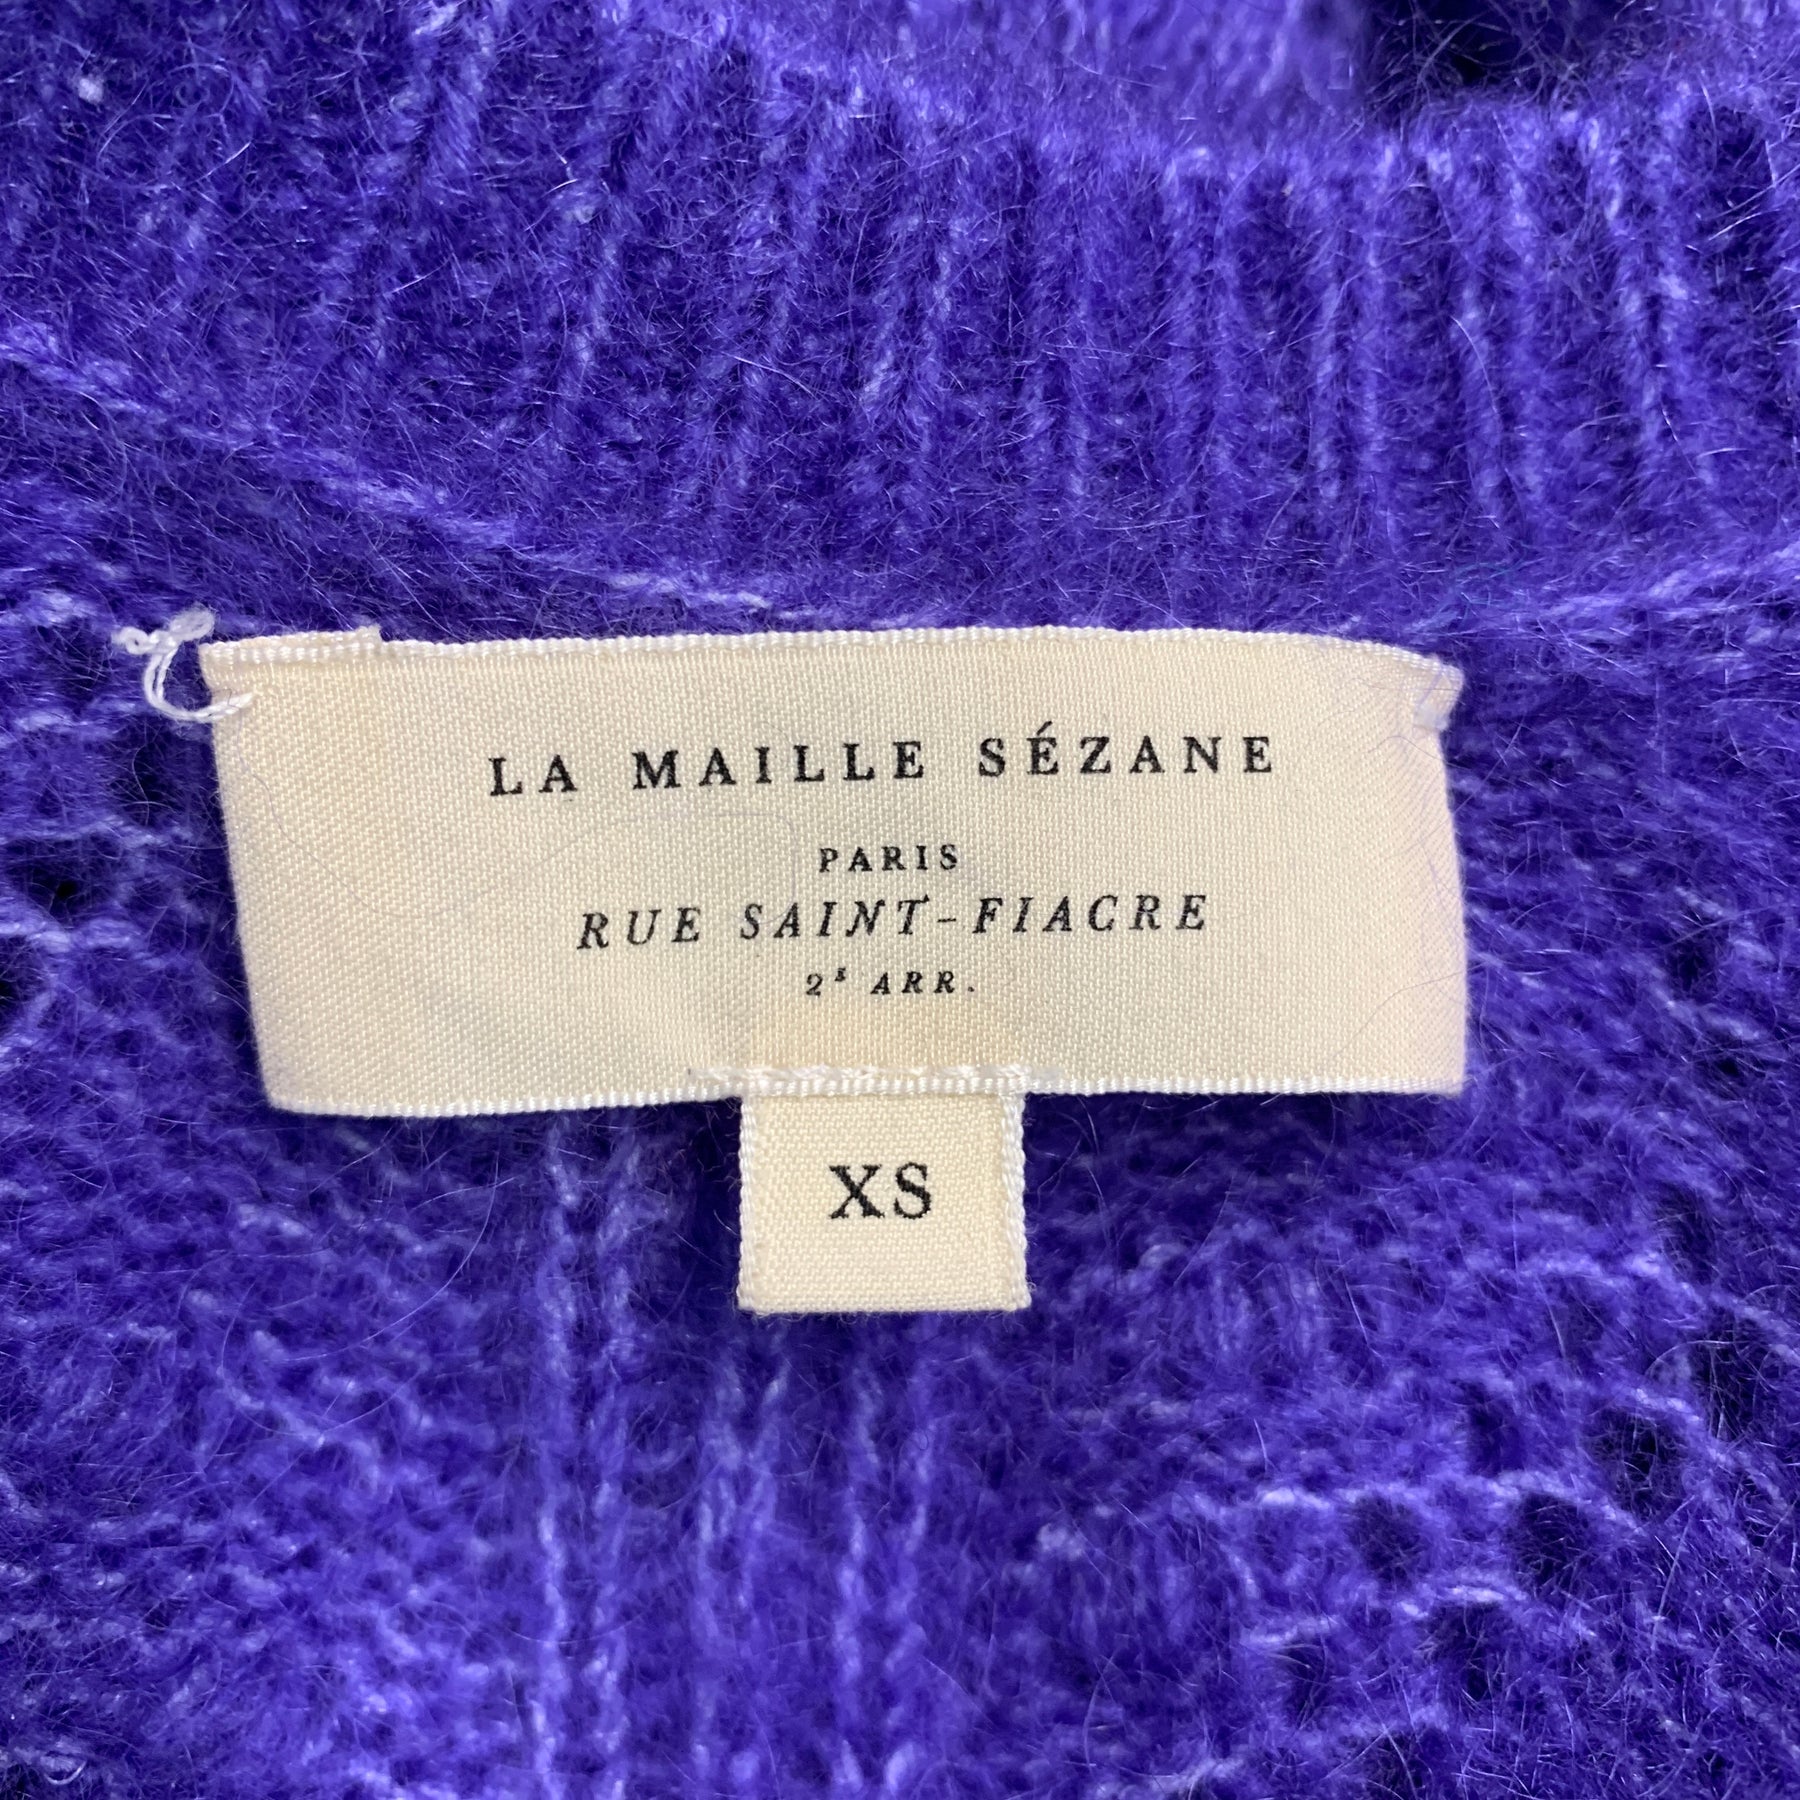 LA MAILLE SÉZANE
PARIS
RUE SAINT-FIACRE
2ᵉ ARR.
XS